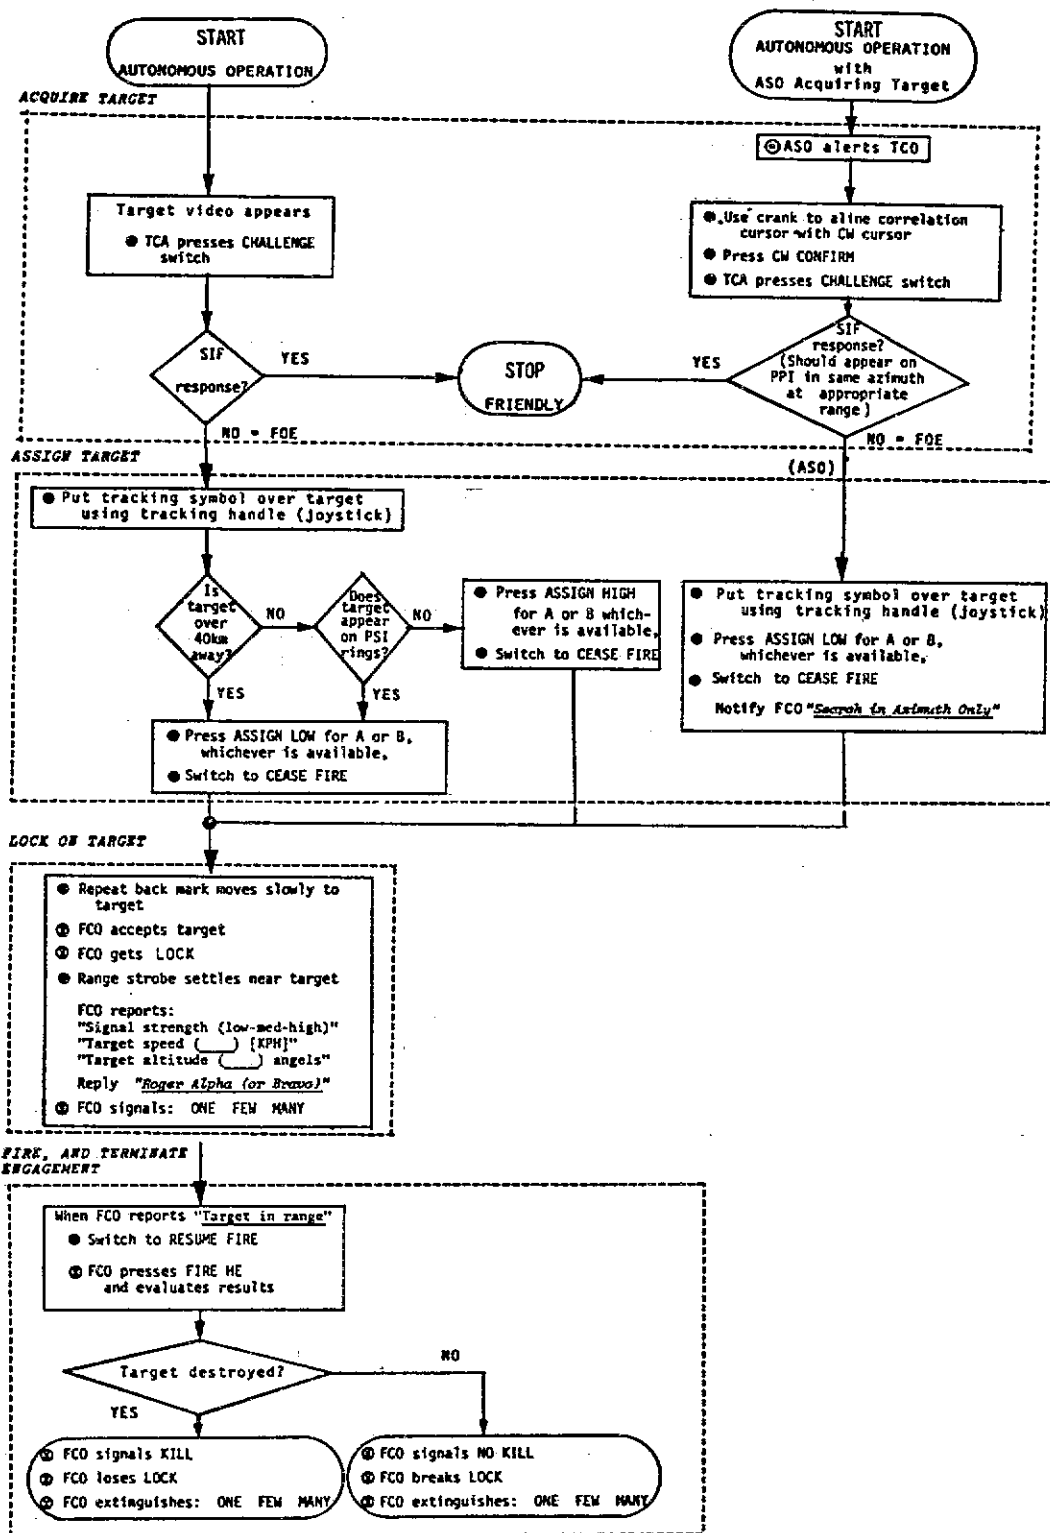 START
AUTONOMOUS OPERATION
START
AUTONOMOUS OPERATION
with
ASO Acquiring Target
ACQUIRE TARGET
ASO alerts TCO
Target video appears
● TCA presses CHALLENGE
switch
● Use crank to aline correlation
cursor with CW cursor
● Press CW CONFIRM
● TCA presses CHALLENGE switch
SIF
response?
YES
STOP
FRIENDLY
YES
SIF
response?
(Should appear on
PPI in same azimuth
at appropriate
range)
NO = FOE
NO = FOE
ASSIGN TARGET
(ASO)
● Put tracking symbol over target
using tracking handle (joystick)
Is
target
over
40km
away?
NO
Does
target
appear
on PSI
rings?
NO
● Press ASSIGN HIGH
for A or B which-
ever is available.
● Switch to CEASE FIRE
● Put tracking symbol over target
using tracking handle (joystick)
● Press ASSIGN LOW for A or B,
whichever is available.
● Switch to CEASE FIRE
Notify FCO "Search in Azimuth Only"
YES
YES
● Press ASSIGN LOW for A or B,
whichever is available.
● Switch to CEASE FIRE
LOCK ON TARGET
● Repeat back mark moves slowly to
target
FCO accepts target
FCO gets LOCK
● Range strobe settles near target
FCO reports:
"Signal strength (low-med-high)"
"Target speed (____) [KPH]"
"Target altitude (____) angels"
Reply "Roger Alpha (or Bravo)"
FCO signals: ONE FEW MANY
FIRE, AND TERMINATE
ENGAGEMENT
When FCO reports "Target in range"
● Switch to RESUME FIRE
FCO presses FIRE HE
and evaluates results
Target destroyed?
NO
YES
FCO signals KILL
FCO loses LOCK
FCO extinguishes: ONE FEW MANY
FCO signals NO KILL
FCO breaks LOCK
FCO extinguishes: ONE FEW MANY